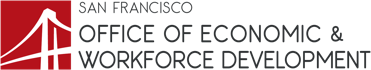 SAN FRANCISCO
OFFICE OF ECONOMIC &
WORKFORCE DEVELOPMENT